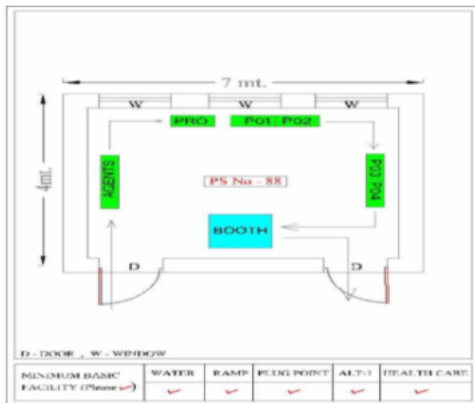 7 mt.
W W W
PRO P01 P02
4mt.
AGENTS
P03 P04
PS No - 88
BOOTH
D D
D - DOOR , W - WINDOW
MINIMUM BASIC WATER RAMP PLUG POINT ALT-1 HEALTH CARE
FACILITY (Please ✓) ✓ ✓ ✓ ✓ ✓